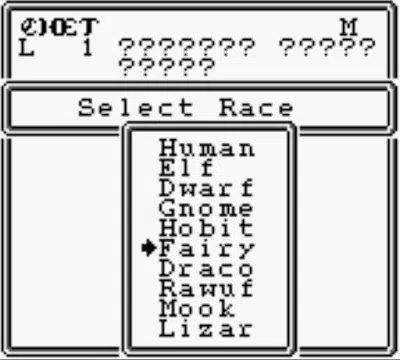 M
L 1 ??????? ?????
?????
Select Race
Human
Elf
Dwarf
Gnome
Hobit
Fairy
Draco
Rawuf
Mook
Lizar